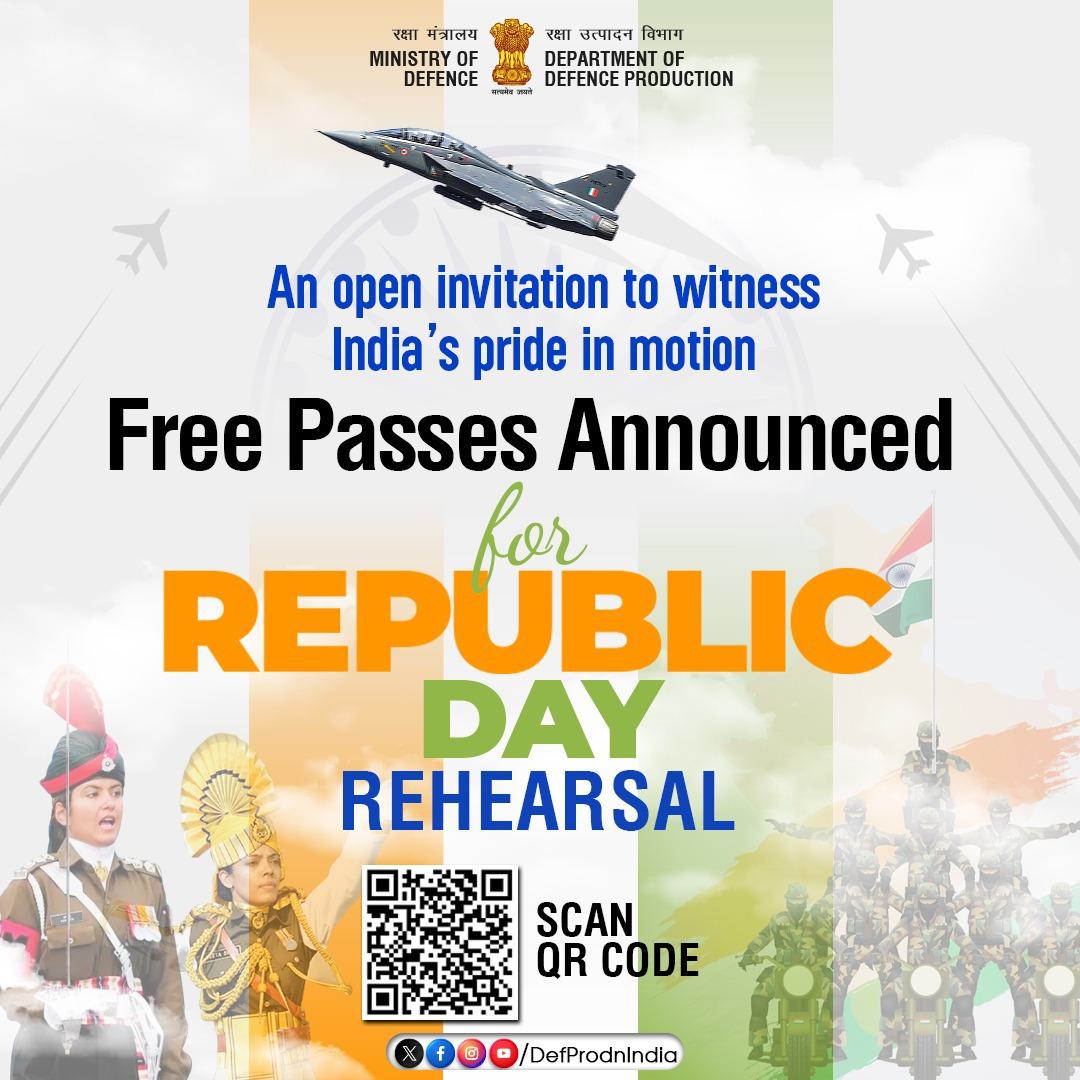 रक्षा मंत्रालय
MINISTRY OF
DEFENCE
सत्यमेव जयते
रक्षा उत्पादन विभाग
DEPARTMENT OF
DEFENCE PRODUCTION
An open invitation to witness
India's pride in motion
Free Passes Announced
for
REPUBLIC
DAY
REHEARSAL
SCAN
QR CODE
/DefProdnIndia